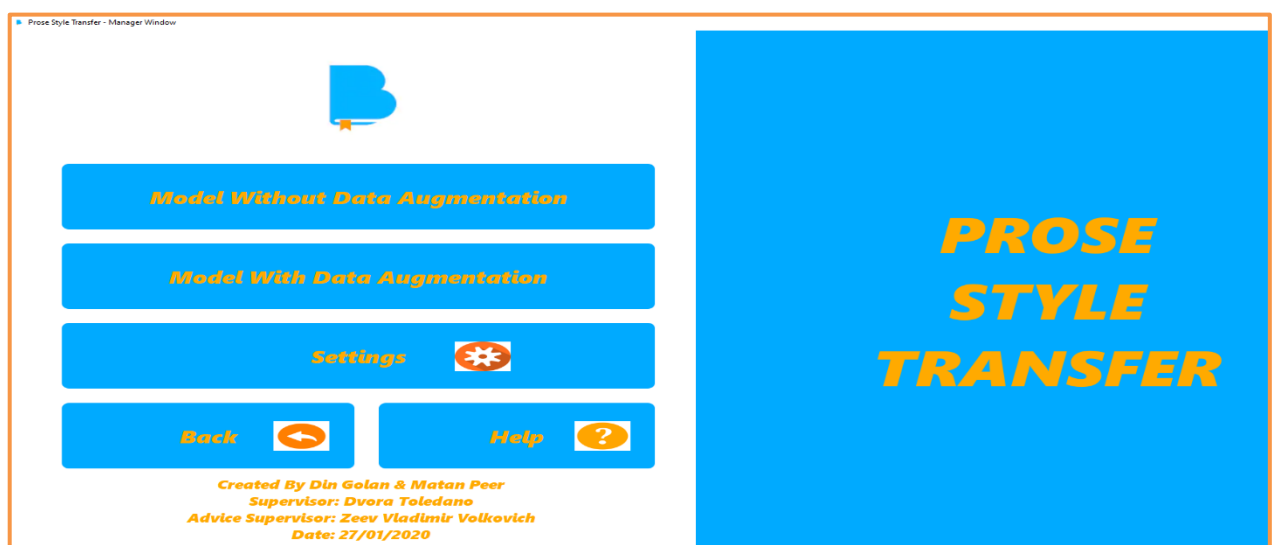 Prose Style Transfer - Manager Window
Model Without Data Augmentation
Model With Data Augmentation
Settings
Back
Help
?
Created By Din Golan & Matan Peer
Supervisor: Dvora Toledano
Advice Supervisor: Zeev Vladimir Volkovich
Date: 27/01/2020
PROSE
STYLE
TRANSFER